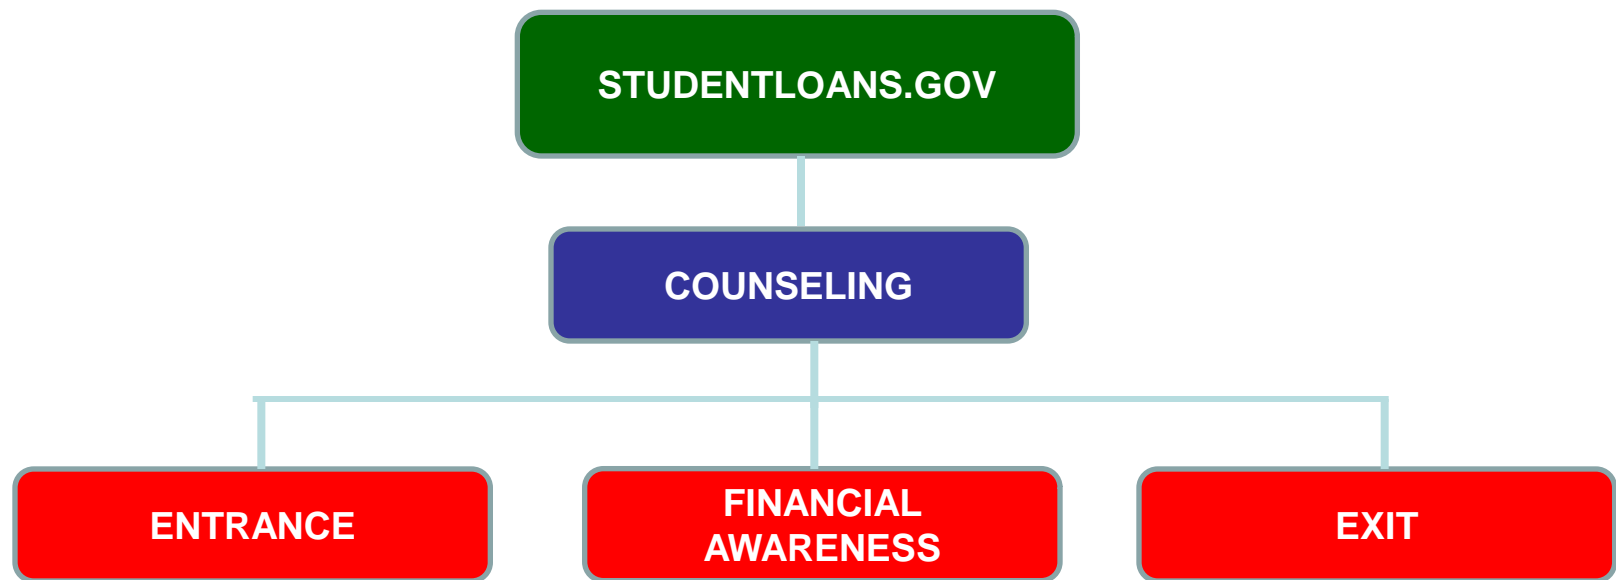 STUDENTLOANS.GOV
COUNSELING
ENTRANCE
FINANCIAL
AWARENESS
EXIT